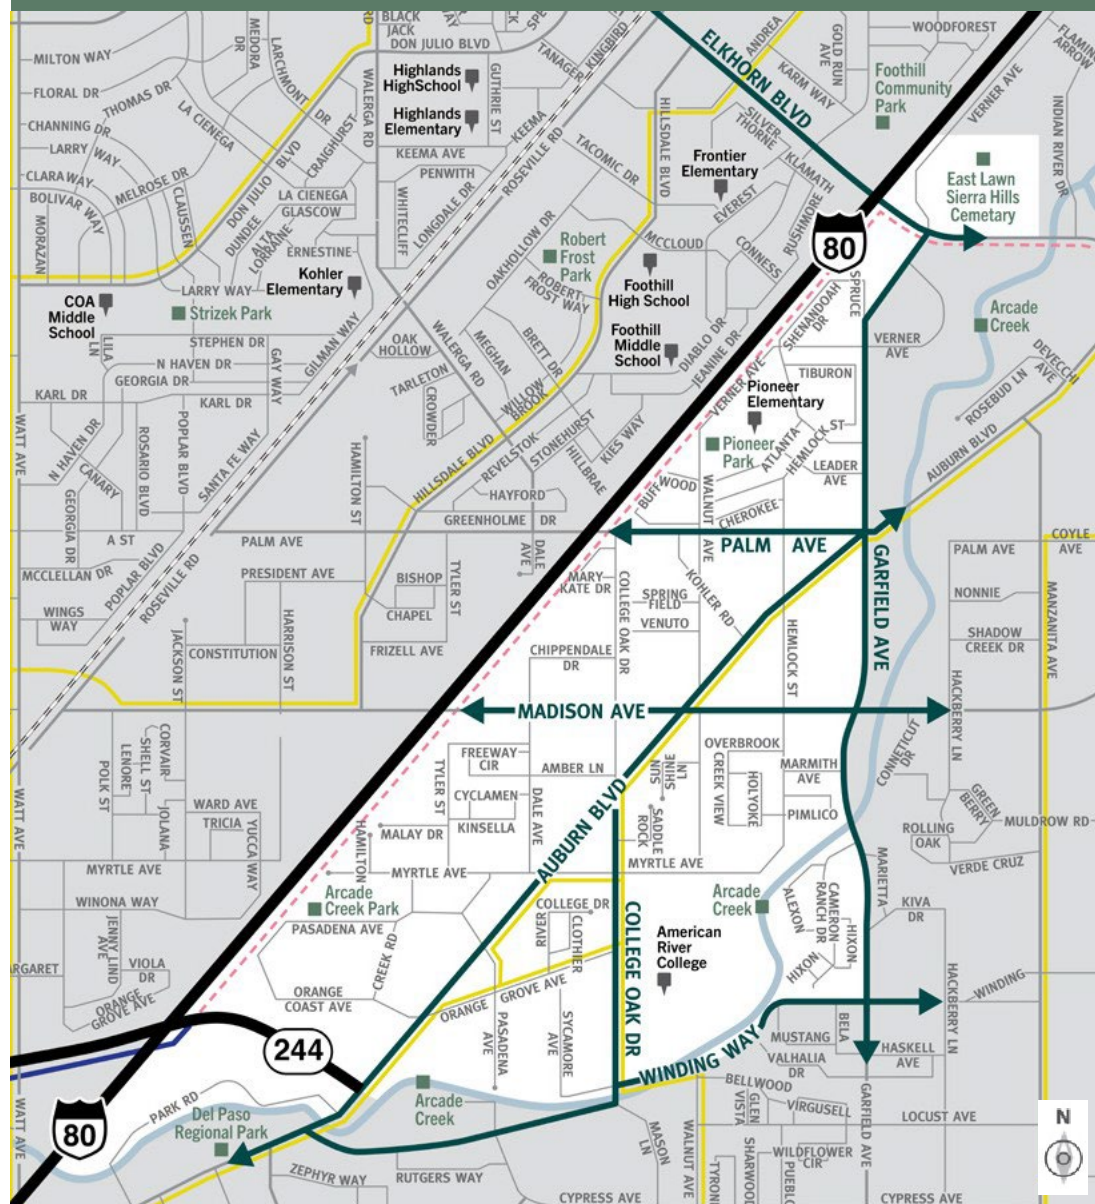 BLACK
JACK
DON JULIO BLVD
WOODFOREST
ANDREA
KINGBIRD
TANAGER
GOLD RUN
AVE
KARM WAY
FLAMING
ARROW
VERNER AVE
INDIAN RIVER DR
MILTON WAY
MEDORA
DR
LARCHMONT
DR
FLORAL DR
THOMAS DR
LA CIENEGA
WALERGA RD
Highlands
HighSchool
Highlands
Elementary
GUTHRIE ST
KEEMA
KEEMA AVE
PENWITH
ELKHORN BLVD
Foothill
Community
Park
HILLSDALE BLVD
SILVER
THORNE
KLAMATH
Frontier
Elementary
EVEREST
RUSHMORE
TACOMIC DR
East Lawn
Sierra Hills
Cemetary
CHANNING DR
LARRY WAY
CLARA WAY
BOLIVAR WAY
MELROSE DR
CLAUSSEN
MORAZAN
DON JULIO BLVD
CRAIGHURST
LA CIENEGA
GLASCOW
DUNDEE
ALTA
LORRAINE
ERNESTINE
WHITECLIFF
LONGDALE DR
ROSEVILLE RD
OAKHOLLOW DR
Robert
Frost
Park
ROBERT
FROST WAY
MCCLOUD
CONNESS
80
Foothill
High School
Foothill
Middle
School
DIABLO DR
JEANINE DR
Kohler
Elementary
LARRY WAY
COA
Middle
School
Strizek Park
LILA
LN
STEPHEN DR
N HAVEN DR
GEORGIA DR
GAY WAY
GILMAN WAY
KARL DR
KARL DR
OAK
HOLLOW
WALERGA RD
MEGHAN
BRETT DR
TARLETON
CROWDER
WILLOW
BROOK
SHENANDOAH
DR
SPRUCE
VERNER
AVE
TIBURON
Arcade
Creek
DEVECCHI
AVE
ROSEBUD LN
AUBURN BLVD
VERNER AVE
Pioneer
Elementary
Pioneer
Park
ATLANTA
HEMLOCK ST
LEADER
AVE
WATT AVE
N HAVEN DR
CANARY
ROSARIO BLVD
POPLAR BLVD
SANTA FE WAY
HAMILTON ST
HILLSDALE BLVD
REVELSTOK
STONEHURST
HILLBRAE
KIES WAY
HAYFORD
GREENHOLME DR
BUFF WOOD
WALNUT
AVE
CHEROKEE
GEORGIA DR
A ST
MCCLELLAN DR
POPLAR BLVD
ROSEVILLE RD
PALM AVE
PRESIDENT AVE
BISHOP
CHAPEL
TYLER ST
DALE
AVE
PALM AVE
GARFIELD AVE
PALM AVE
COYLE
AVE
NONNIE
SHADOW
CREEK DR
MANZANITA AVE
WINGS
WAY
JACKSON ST
CONSTITUTION
HARRISON ST
FRIZELL AVE
MARY
KATE DR
COLLEGE OAK DR
SPRING
FIELD
VENUTO
KOHLER RD
HEMLOCK ST
CHIPPENDALE
DR
HACKBERRY LN
MADISON AVE
CONNECTICUT
DR
POLK ST
LENORE
SHELL ST
CORVAIR
JOLANA
WARD AVE
TRICIA
YUCCA WAY
FREEWAY
CIR
TYLER ST
AMBER LN
CYCLAMEN
KINSELLA
DALE AVE
MALAY DR
HAMILTON
AUBURN BLVD
SUN
SHINE
LN
OVERBROOK
CREEK VIEW
HOLYOKE
MARMITH
AVE
PIMLICO
SADDLE
ROCK
GREEN
BERRY
MULDROW RD
ROLLING
OAK
VERDE CRUZ
WATT AVE
MYRTLE AVE
MYRTLE AVE
MYRTLE AVE
WINONA WAY
Arcade
Creek Park
PASADENA AVE
CREEK RD
COLLEGE DR
RIVER
CLOTHIER
COLLEGE OAK DR
American
River
College
Arcade
Creek
ALEXON
CAMERON
RANCH DR
HIXON
HIXON
MARIETTA
KIVA
DR
JENNY LIND
AVE
VIOLA
DR
ARGARET
ORANGE
GROVE AVE
ORANGE
COAST AVE
ORANGE GROVE AVE
PASADENA
AVE
SYCAMORE
AVE
WINDING
HACKBERRY LN
244
WINDING WAY
MUSTANG
BELA
VALHALIA
DR
HASKELL
AVE
80
PARK RD
Del Paso
Regional Park
Arcade
Creek
BELLWOOD
GLEN
VISTA
VIRGUSELL
GARFIELD AVE
LOCUST AVE
WATT AVE
ZEPHYR WAY
RUTGERS WAY
MASON
LN
WALNUT AVE
WILDFLOWER
CIR
CYPRESS AVE
CYPRESS AVE
N